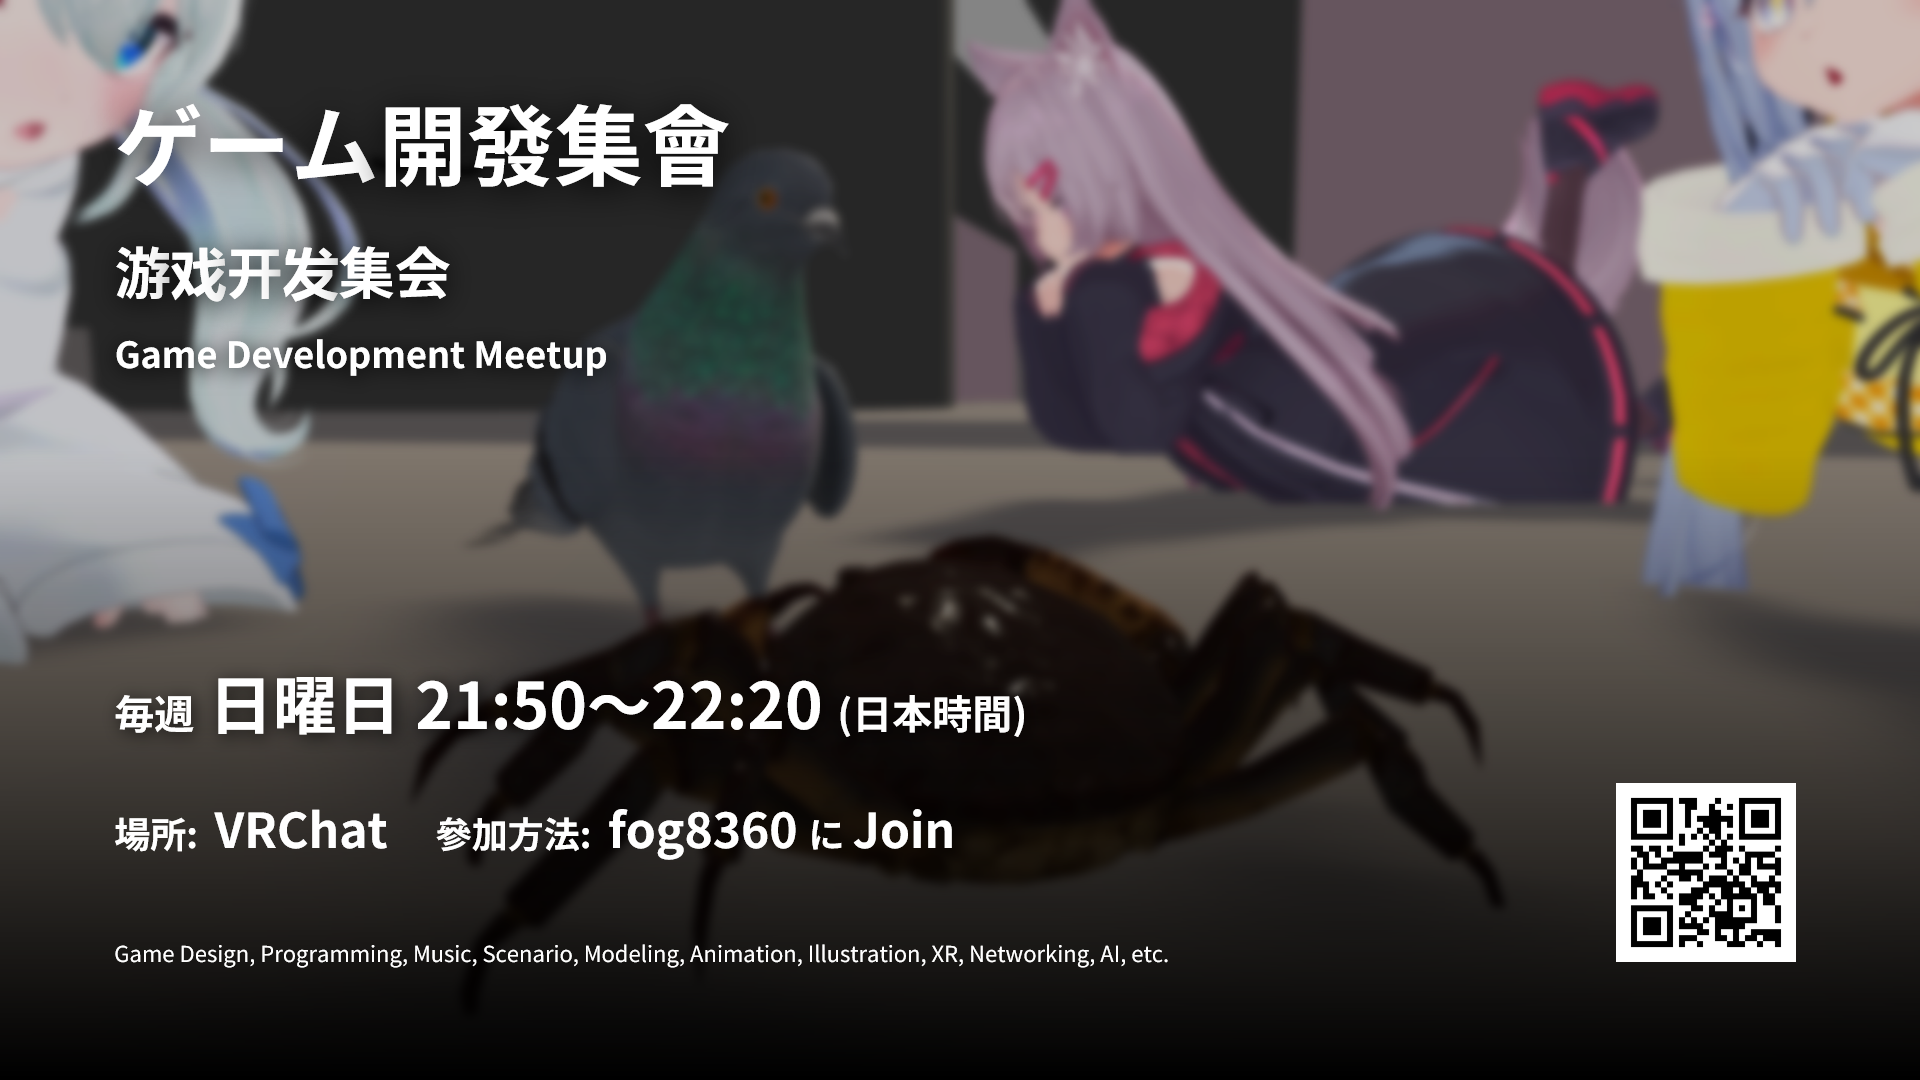 ゲーム開發集會
游戏开发集会
Game Development Meetup
毎週 日曜日 21:50～22:20 (日本時間)
場所: VRChat 參加方法: fog8360 に Join
Game Design, Programming, Music, Scenario, Modeling, Animation, Illustration, XR, Networking, AI, etc.